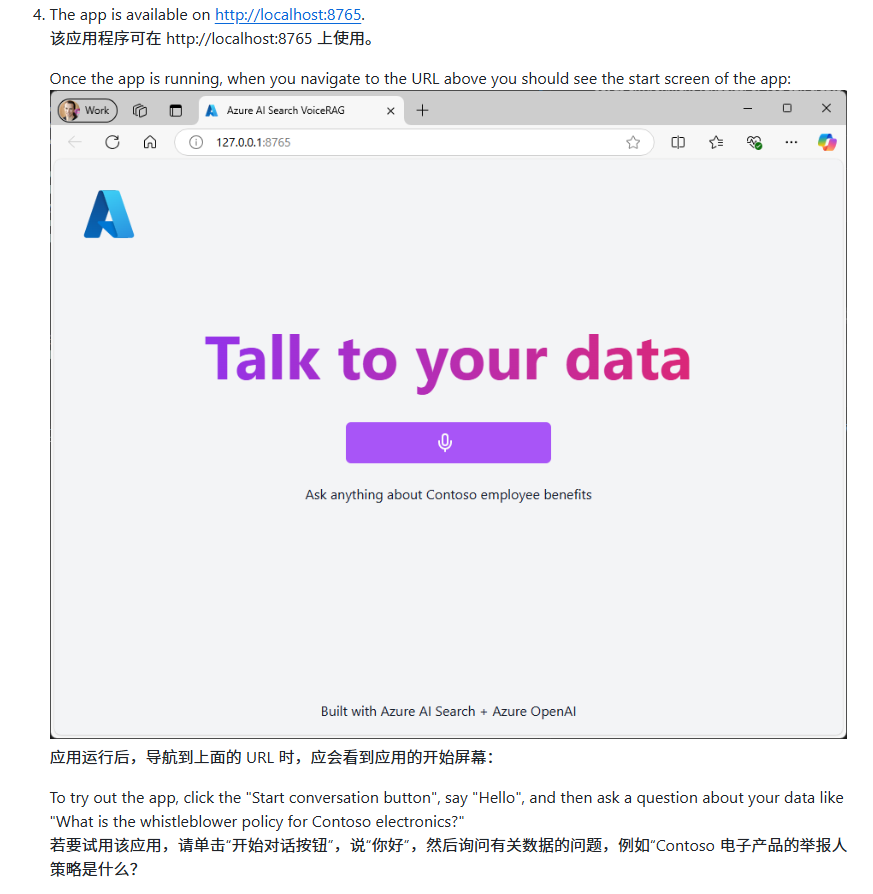 4. The app is available on http://localhost:8765.
该应用程序可在 http://localhost:8765 上使用。
Once the app is running, when you navigate to the URL above you should see the start screen of the app:
Work
Azure AI Search VoiceRAG
127.0.0.1:8765
Talk to your data
Ask anything about Contoso employee benefits
Built with Azure AI Search + Azure OpenAI
应用运行后，导航到上面的 URL 时，应会看到应用的开始屏幕：
To try out the app, click the "Start conversation button", say "Hello", and then ask a question about your data like
"What is the whistleblower policy for Contoso electronics?"
若要试用该应用，请单击“开始对话按钮”，说“你好”，然后询问有关数据的问题，例如“Contoso 电子产品的举报人
策略是什么？